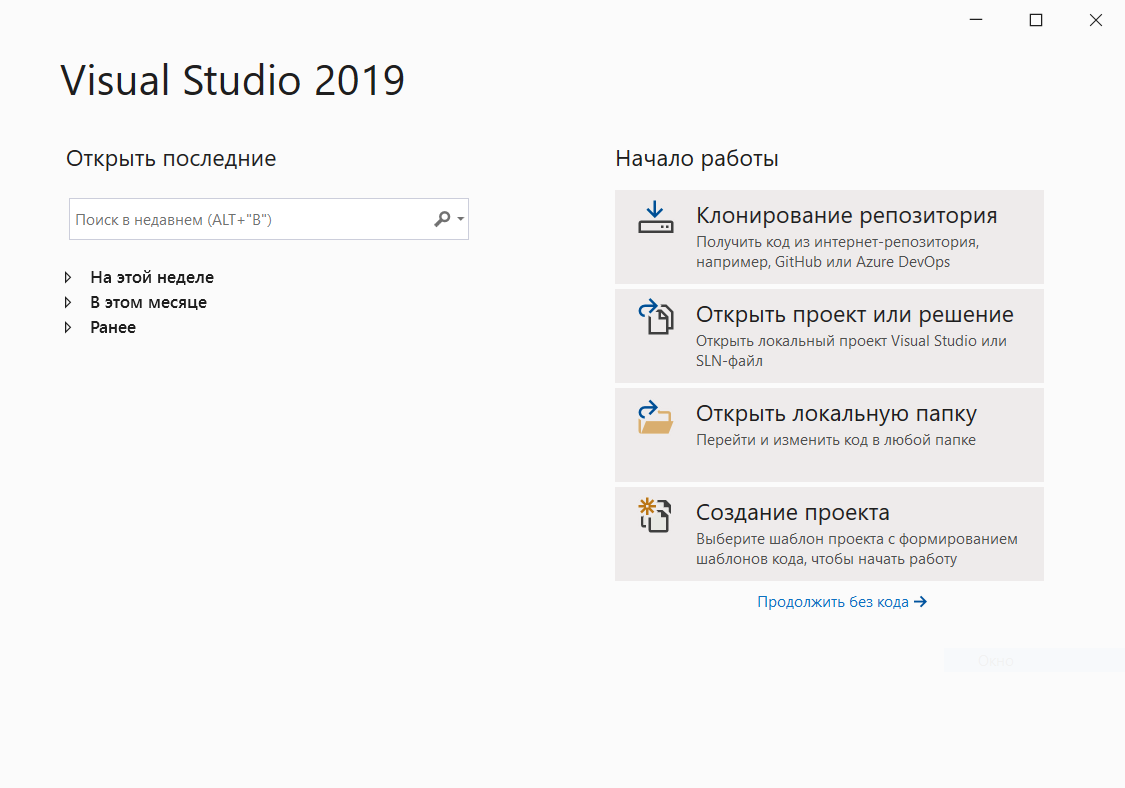 Visual Studio 2019
Открыть последние
Поиск в недавнем (ALT+"В")
На этой неделе
В этом месяце
Ранее
Начало работы
Клонирование репозитория
Получить код из интернет-репозитория,
например, GitHub или Azure DevOps
Открыть проект или решение
Открыть локальный проект Visual Studio или
SLN-файл
Открыть локальную папку
Перейти и изменить код в любой папке
Создание проекта
Выберите шаблон проекта с формированием
шаблонов кода, чтобы начать работу
Продолжить без кода →
Окно